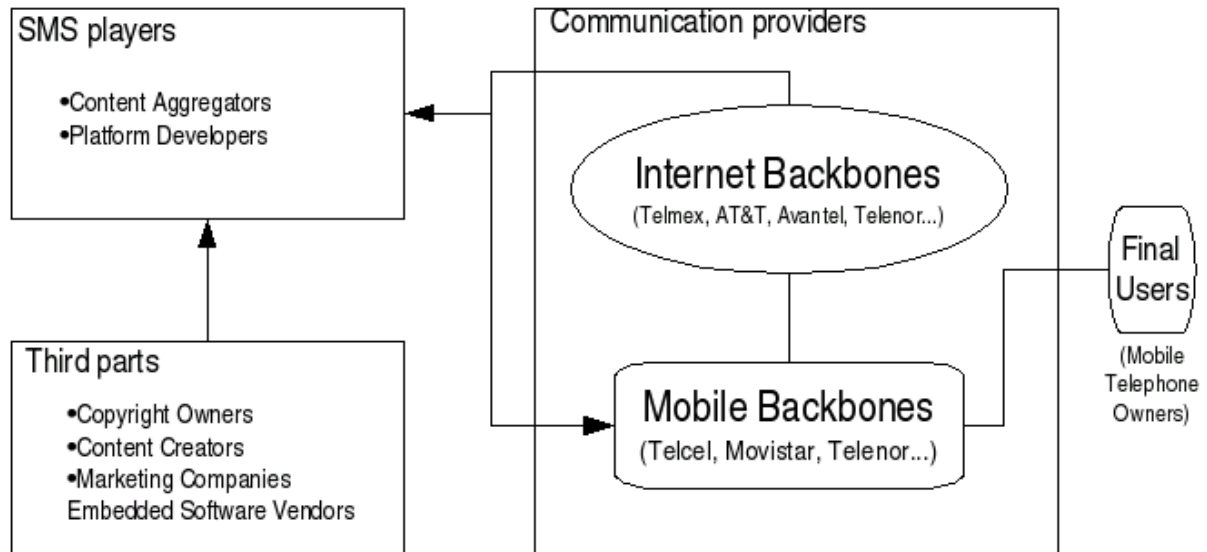 SMS players
•Content Aggregators
•Platform Developers
Third parts
•Copyright Owners
•Content Creators
•Marketing Companies
Embedded Software Vendors
Communication providers
Internet Backbones
(Telmex, AT&T, Avantel, Telenor...)
Mobile Backbones
(Telcel, Movistar, Telenor...)
Final
Users
(Mobile
Telephone
Owners)